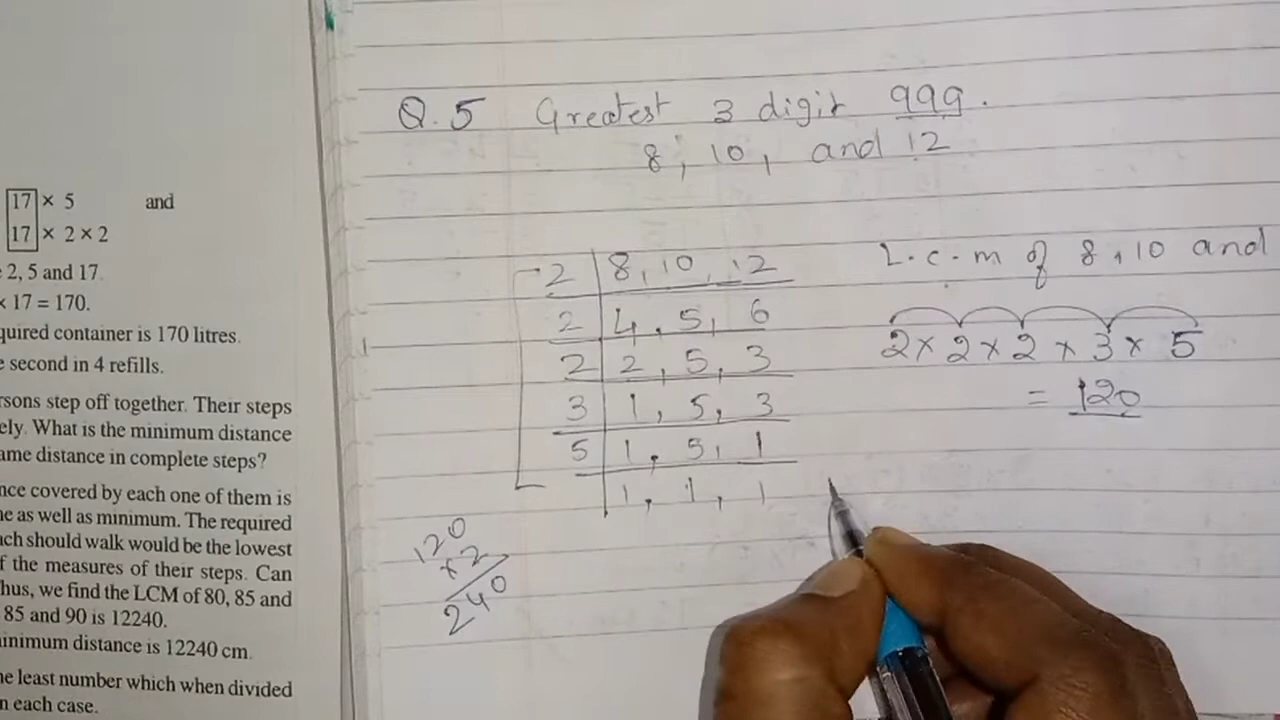 17 × 5 and
17 × 2 × 2
2, 5 and 17
× 17 = 170.
quired container is 170 litres.
e second in 4 refills.
rsons step off together. Their steps
ely. What is the minimum distance
ame distance in complete steps?
nce covered by each one of them is
ne as well as minimum. The required
ach should walk would be the lowest
f the measures of their steps. Can
hus, we find the LCM of 80, 85 and
85 and 90 is 12240.
inimum distance is 12240 cm.
ne least number which when divided
n each case.
Q.5 Greatest 3 digit 999.
8, 10, and 12
2 | 8, 10, 12
2 | 4, 5, 6
2 | 2, 5, 3
3 | 1, 5, 3
5 | 1, 5, 1
1, 1, 1
L.c.m of 8, 10 and
2 × 2 × 2 × 3 × 5
= 120
120
× 2
240